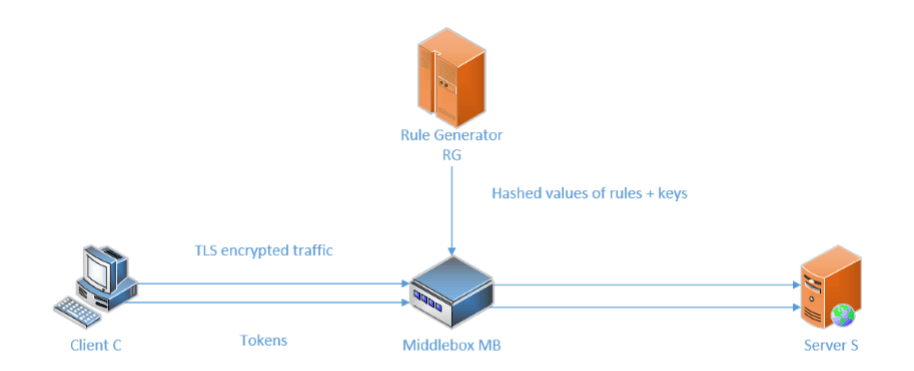 Rule Generator
RG
Hashed values of rules + keys
TLS encrypted traffic
Tokens
Client C
Middlebox MB
Server S